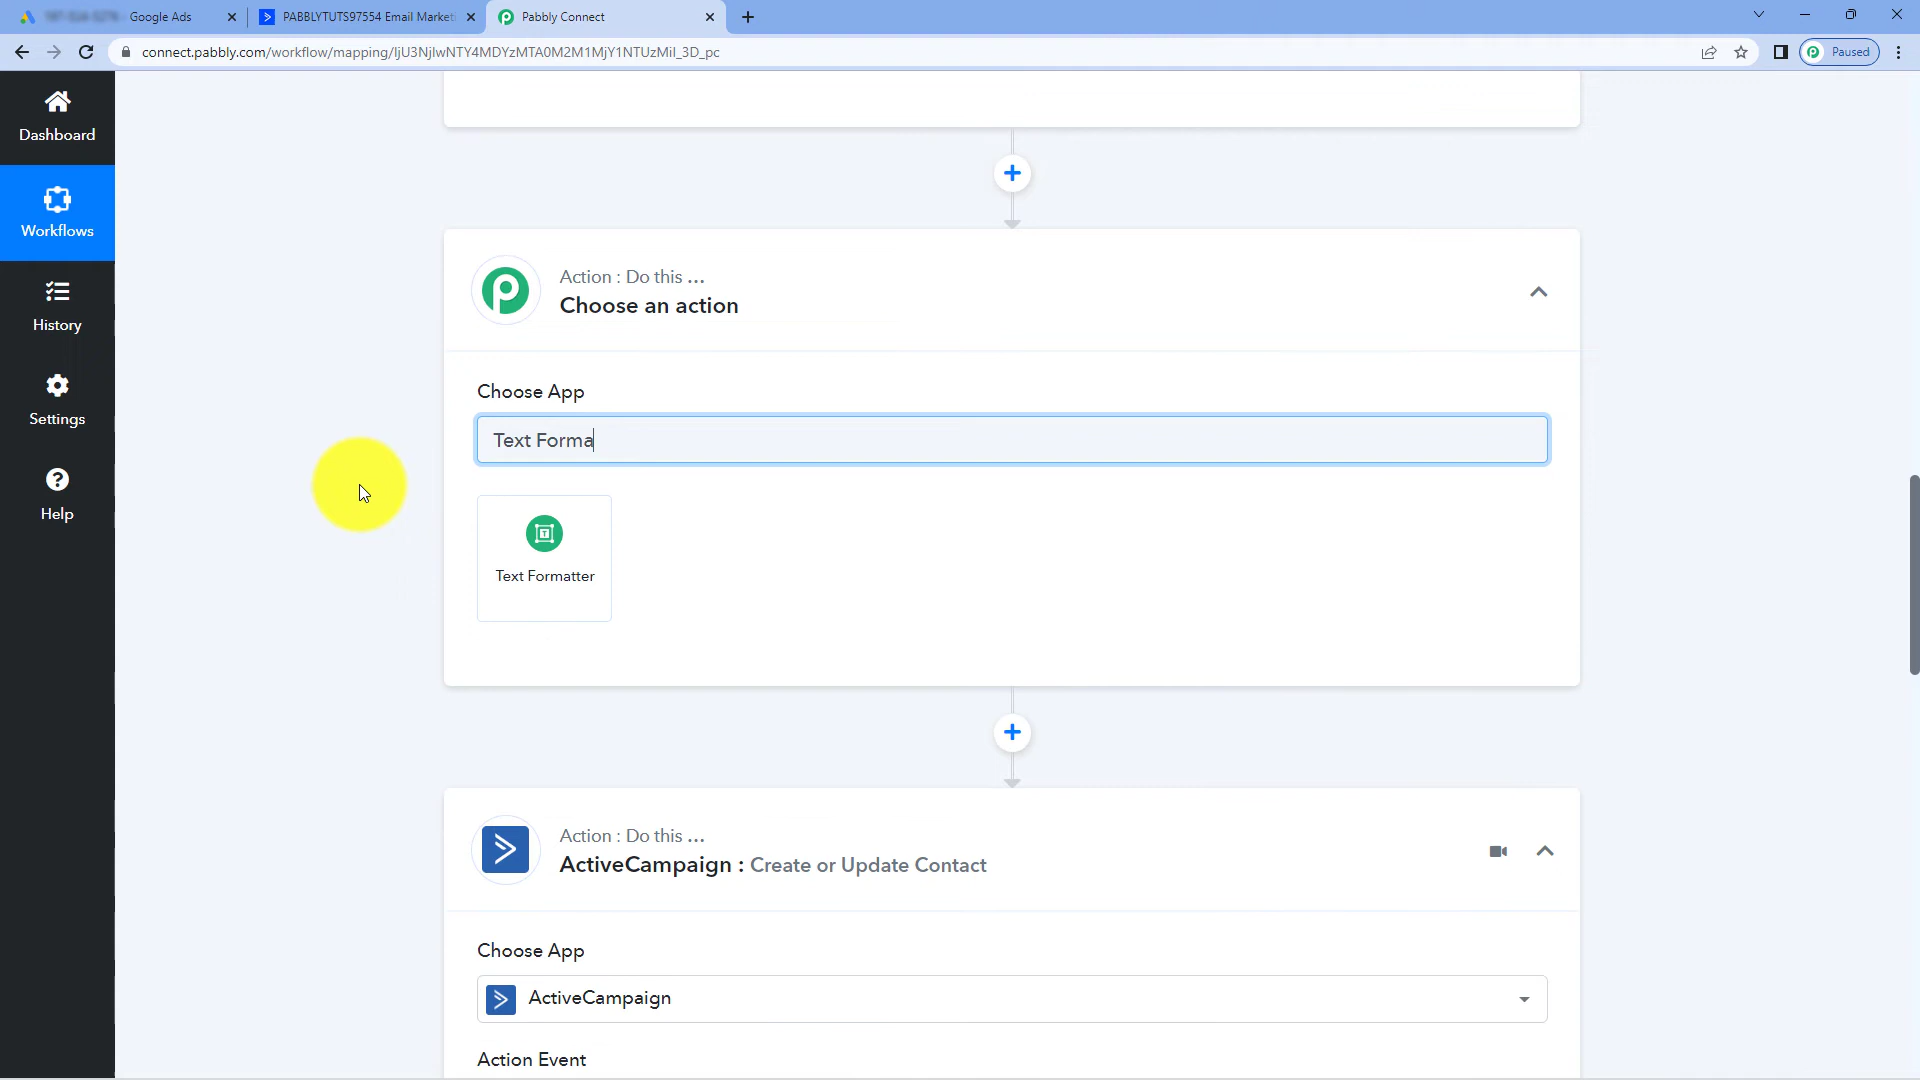 Google Ads
PABBLYTUTS97554 Email Marketi
Pabbly Connect
connect.pabbly.com/workflow/mapping/IjU3NjIwNTY4MDYzMTA0M2M1MjY1NTUzMiI_3D_pc
Paused
Dashboard
Workflows
History
Settings
Help
Action : Do this ...
Choose an action
Choose App
Text Forma
Text Formatter
Action : Do this ...
ActiveCampaign : Create or Update Contact
Choose App
ActiveCampaign
Action Event